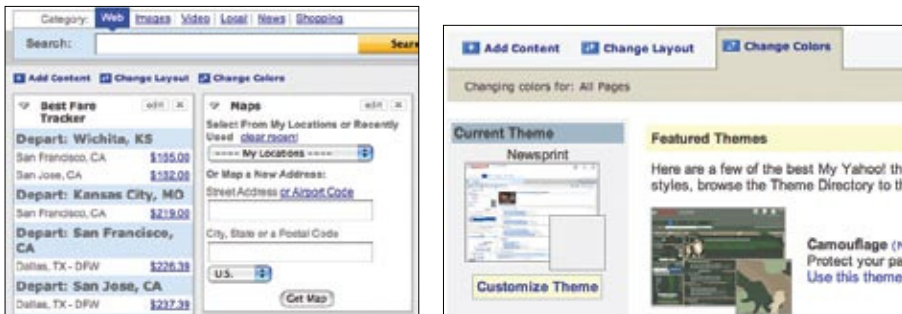 Category: Web Images Video Local News Shopping
Search:
Add Content Change Layout Change Colors
Best Fare Tracker edit x
Depart: Wichita, KS
San Francisco, CA $155.00
San Jose, CA
Depart: Kansas City, MO
San Francisco, CA $219.00
Depart: San Francisco, CA
Dallas, TX - DFW $226.39
Depart: San Jose, CA
Dallas, TX - DFW $237.39
Maps edit x
Select From My Locations or Recently
Used clear recent
---- My Locations ----
Or Map a New Address:
Street Address or Airport Code
City, State or a Postal Code
U.S.
Get Map
Add Content Change Layout Change Colors
Changing colors for: All Pages
Current Theme
Newsprint
Customize Theme
Featured Themes
Here are a few of the best My Yahoo! th
styles, browse the Theme Directory to t
Camouflage
Protect your pa
Use this theme